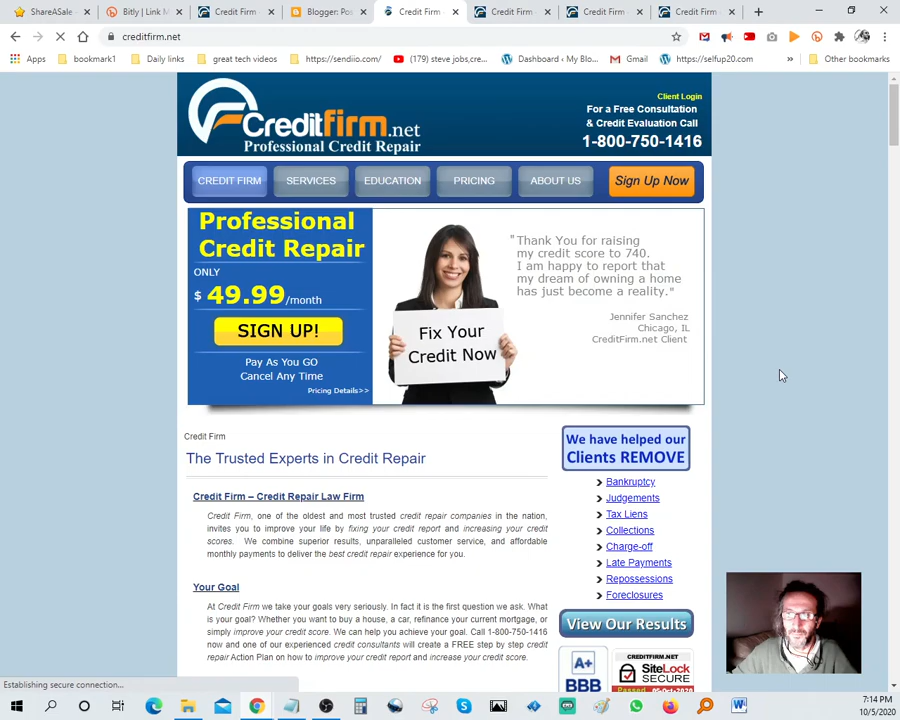 ShareASale
Bitly | Link M
Credit Firm
Blogger: Pos
Credit Firm
Credit Firm
Credit Firm
Credit Firm
creditfirm.net
Apps
bookmark1
Daily links
great tech videos
https://sendiio.com/
(179) steve jobs,cre...
Dashboard ‹ My Blo...
Gmail
https://selfup20.com
»
Other bookmarks
Client Login
For a Free Consultation
& Credit Evaluation Call
1-800-750-1416
Creditfirm.net
Professional Credit Repair
CREDIT FIRM
SERVICES
EDUCATION
PRICING
ABOUT US
Sign Up Now
Professional
Credit Repair
ONLY
$ 49.99/month
SIGN UP!
Pay As You GO
Cancel Any Time
Pricing Details>>
Fix Your
Credit Now
"Thank You for raising
my credit score to 740.
I am happy to report that
my dream of owning a home
has just become a reality."
Jennifer Sanchez
Chicago, IL
CreditFirm.net Client
Credit Firm
The Trusted Experts in Credit Repair
Credit Firm – Credit Repair Law Firm
Credit Firm, one of the oldest and most trusted credit repair companies in the nation,
invites you to improve your life by fixing your credit report and increasing your credit
scores. We combine superior results, unparalleled customer service, and affordable
monthly payments to deliver the best credit repair experience for you.
Your Goal
At Credit Firm we take your goals very seriously. In fact it is the first question we ask. What
is your goal? Whether you want to buy a house, a car, refinance your current mortgage, or
simply improve your credit score. We can help you achieve your goal. Call 1-800-750-1416
now and one of our experienced credit consultants will create a FREE step by step credit
repair Action Plan on how to improve your credit report and increase your credit score.
We have helped our
Clients REMOVE
Bankruptcy
Judgements
Tax Liens
Collections
Charge-off
Late Payments
Repossessions
Foreclosures
View Our Results
A+
BBB
CREDITFIRM.NET
SiteLock
SECURE
Passed 05-Oct-2020
Establishing secure connection...
7:14 PM
10/5/2020